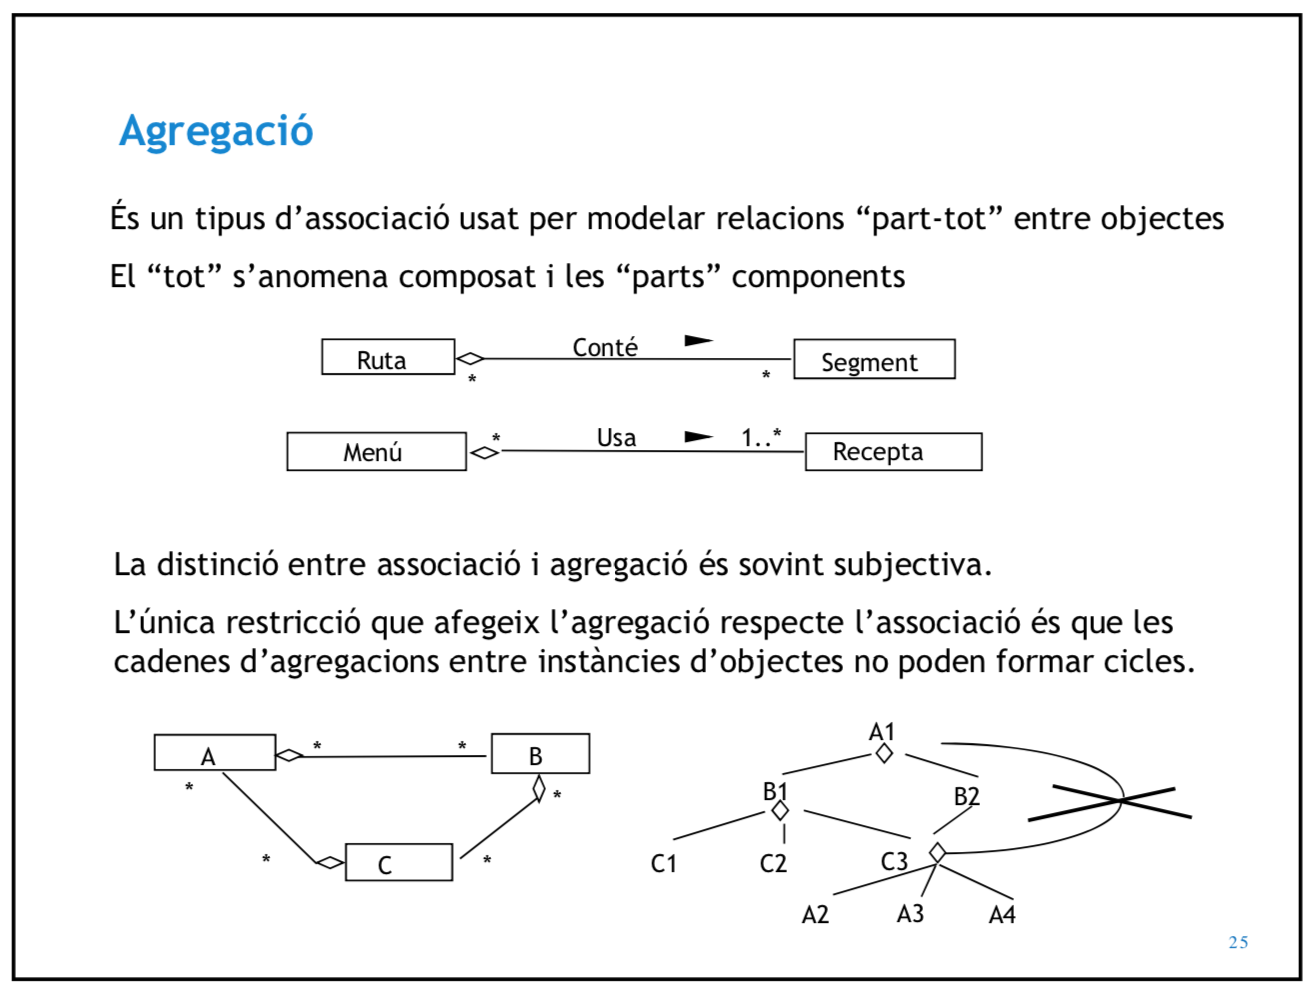 Agregació
És un tipus d’associació usat per modelar relacions “part-tot” entre objectes
El “tot” s’anomena composat i les “parts” components
Ruta
*
Conté
*
Segment
Menú
*
Usa
1..*
Recepta
La distinció entre associació i agregació és sovint subjectiva.
L’única restricció que afegeix l’agregació respecte l’associació és que les
cadenes d’agregacions entre instàncies d’objectes no poden formar cicles.
A
*
*
B
*
*
*
C
*
A1
B1
B2
C1
C2
C3
A2
A3
A4
25